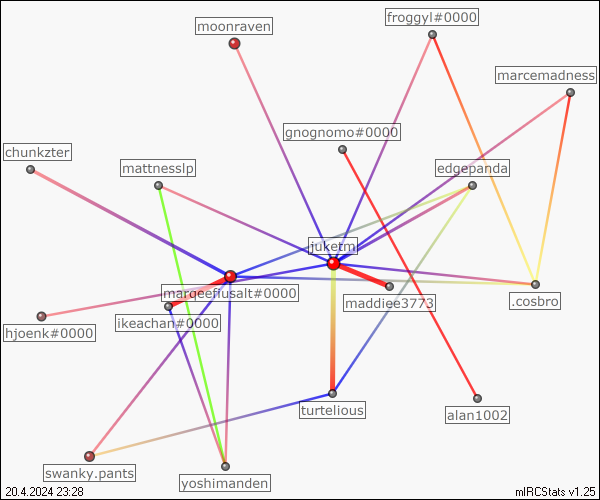 froggyl#0000
moonraven
marcemadness
gnognomo#0000
chunkzter
mattnesslp
edgepanda
juketm
marqeeflusalt#0000
maddiee3773
.cosbro
ikeachan#0000
hjoenk#0000
turtelious
alan1002
swanky.pants
yoshimanden
20.4.2024 23:28
mIRCStats v1.25